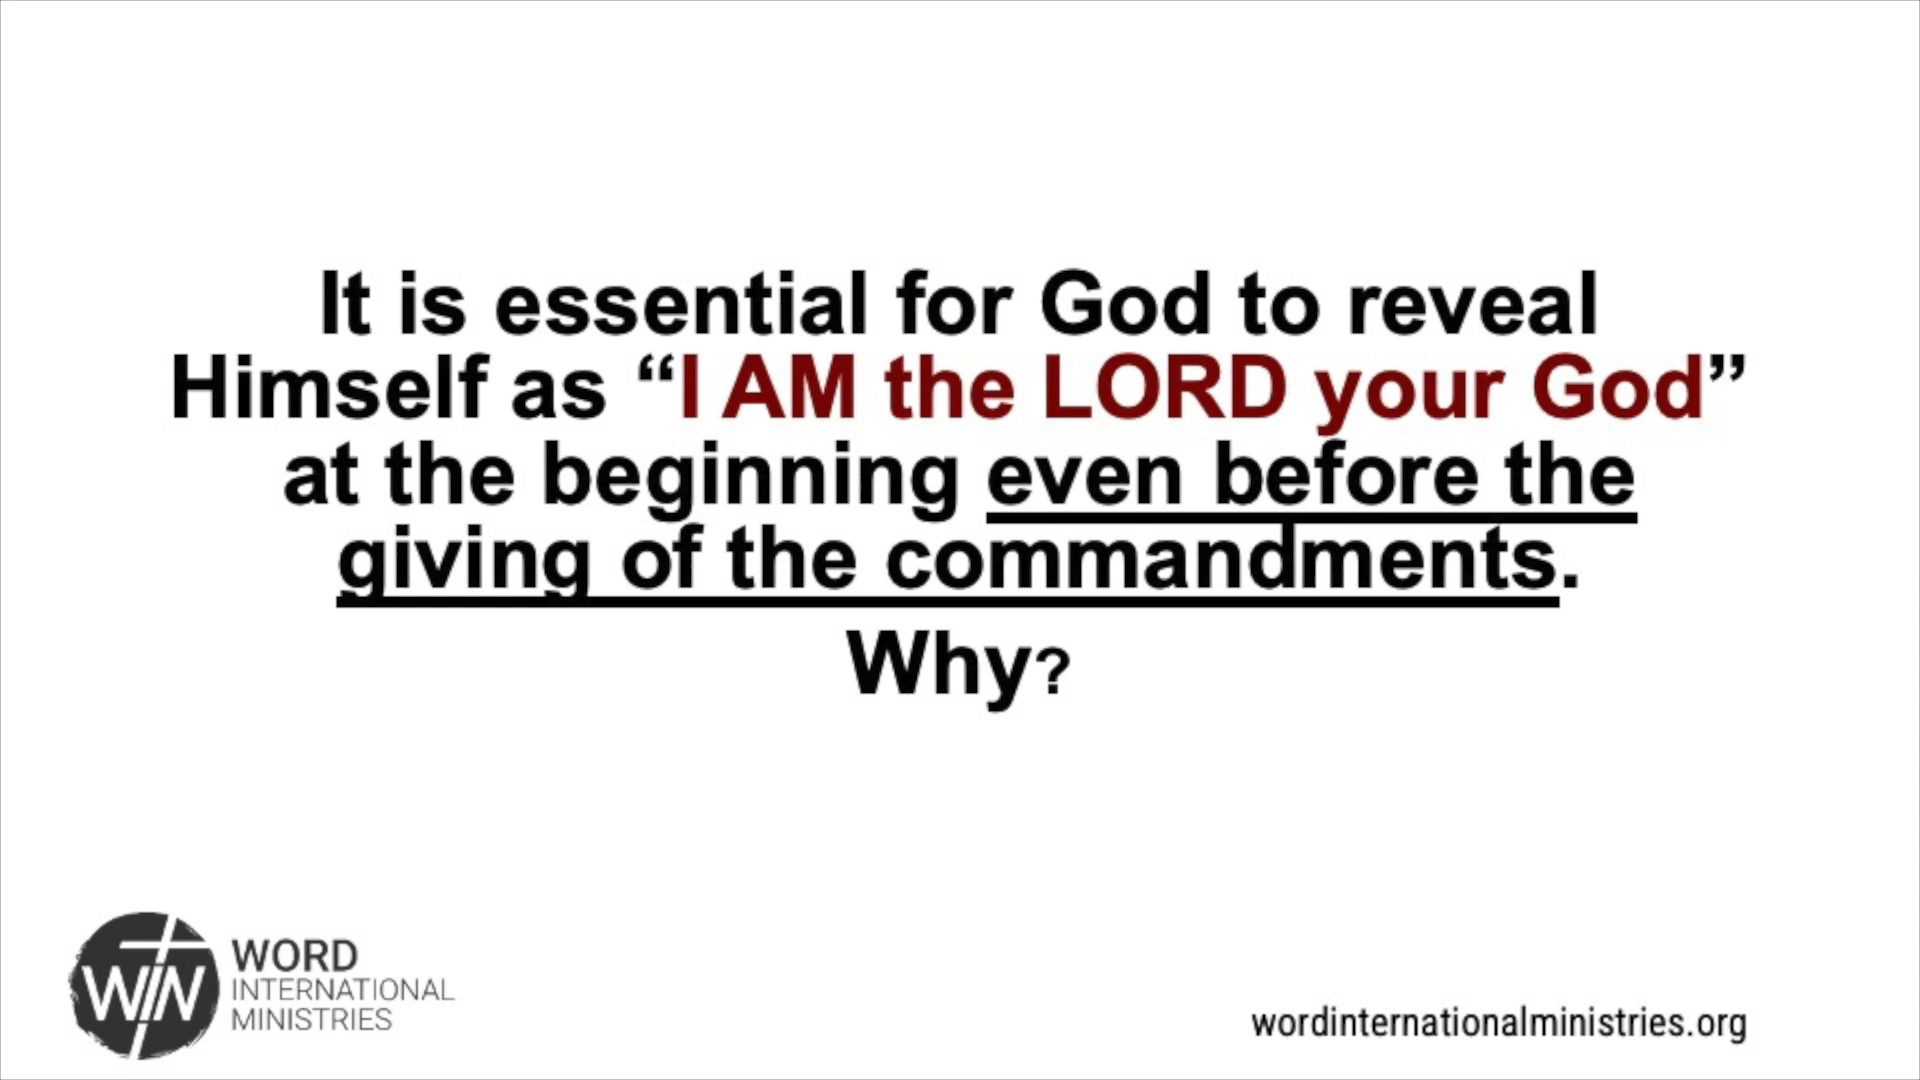 It is essential for God to reveal
Himself as “I AM the LORD your God”
at the beginning even before the
giving of the commandments.
Why?
WIN
WORD
INTERNATIONAL
MINISTRIES
wordinternationalministries.org